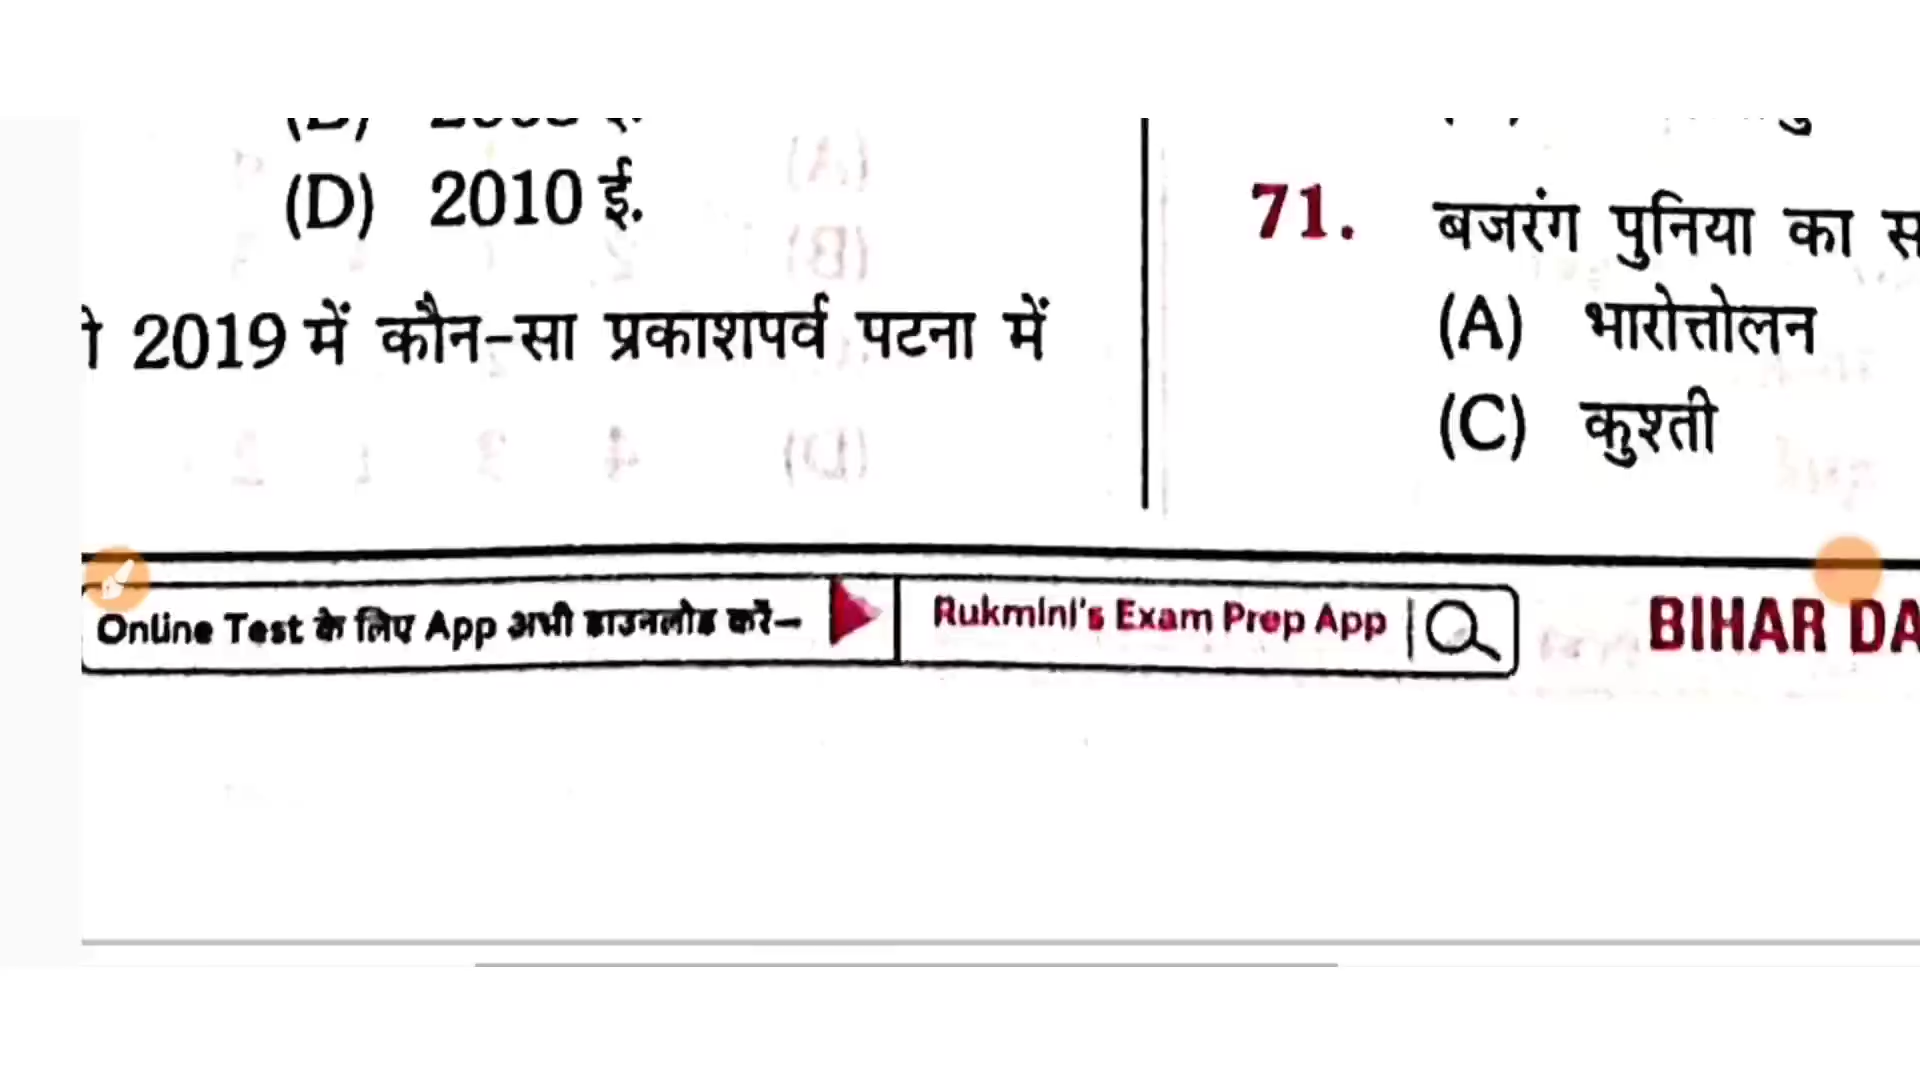 (D) 2010 ई.
2019 में कौन-सा प्रकाशपर्व पटना में
71. बजरंग पुनिया का
(A) भारोत्तोलन
(C) कुश्ती
Online Test के लिए App अभी डाउनलोड करें–
Rukmini's Exam Prep App
BIHAR DA